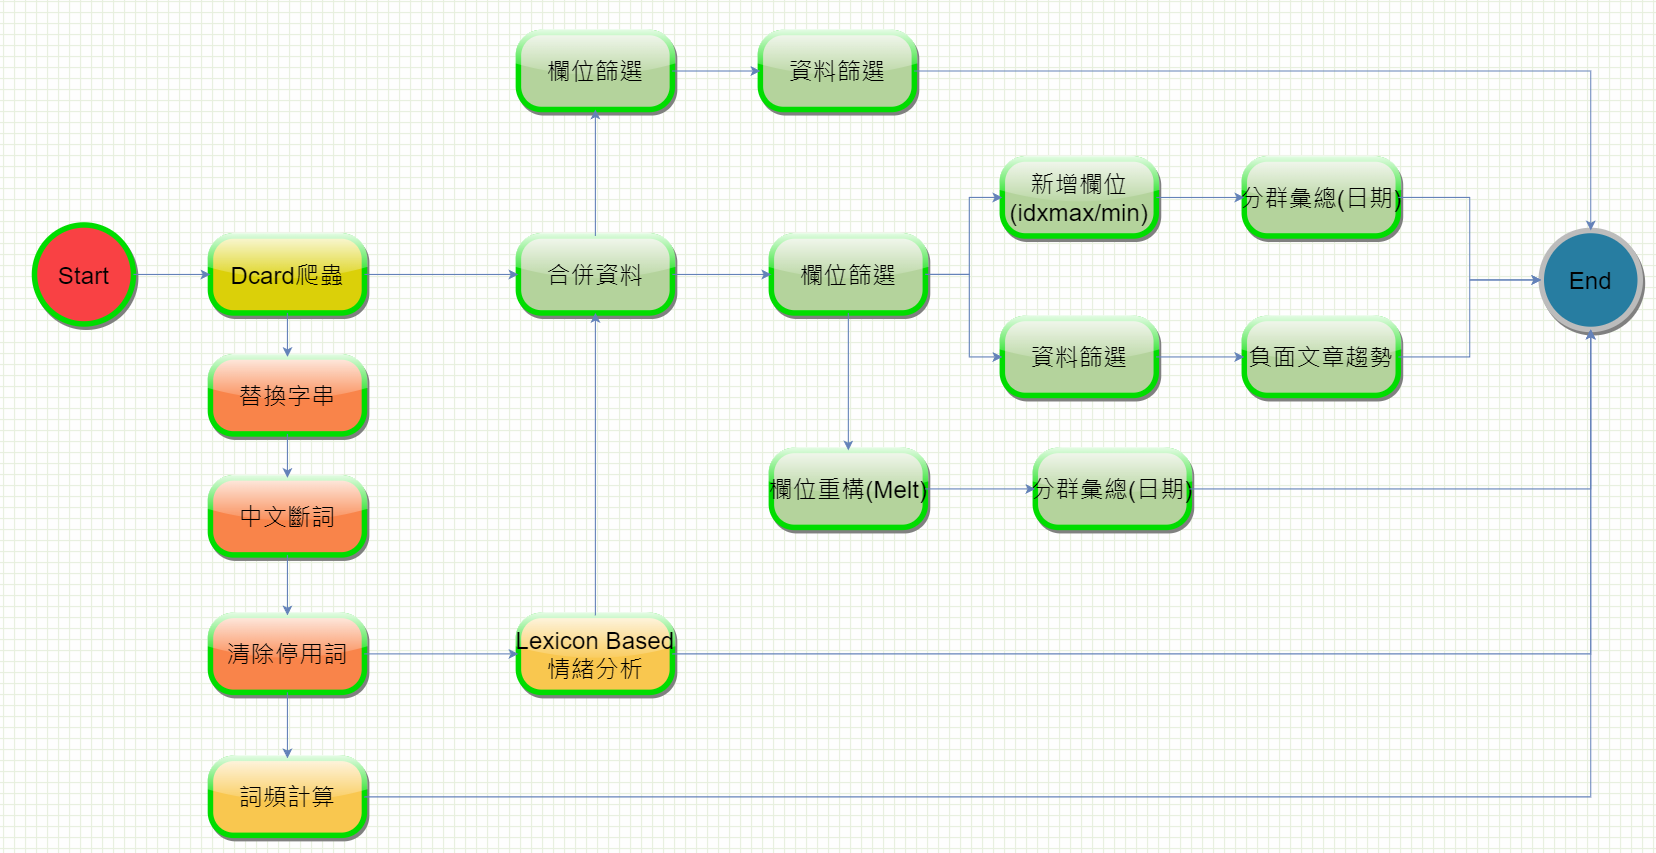 欄位篩選
資料篩選
新增欄位
(idxmax/min)
分群彙總(日期)
Start
Dcard爬蟲
合併資料
欄位篩選
End
資料篩選
負面文章趨勢
替換字串
欄位重構(Melt)
分群彙總(日期)
中文斷詞
清除停用詞
Lexicon Based
情緒分析
詞頻計算